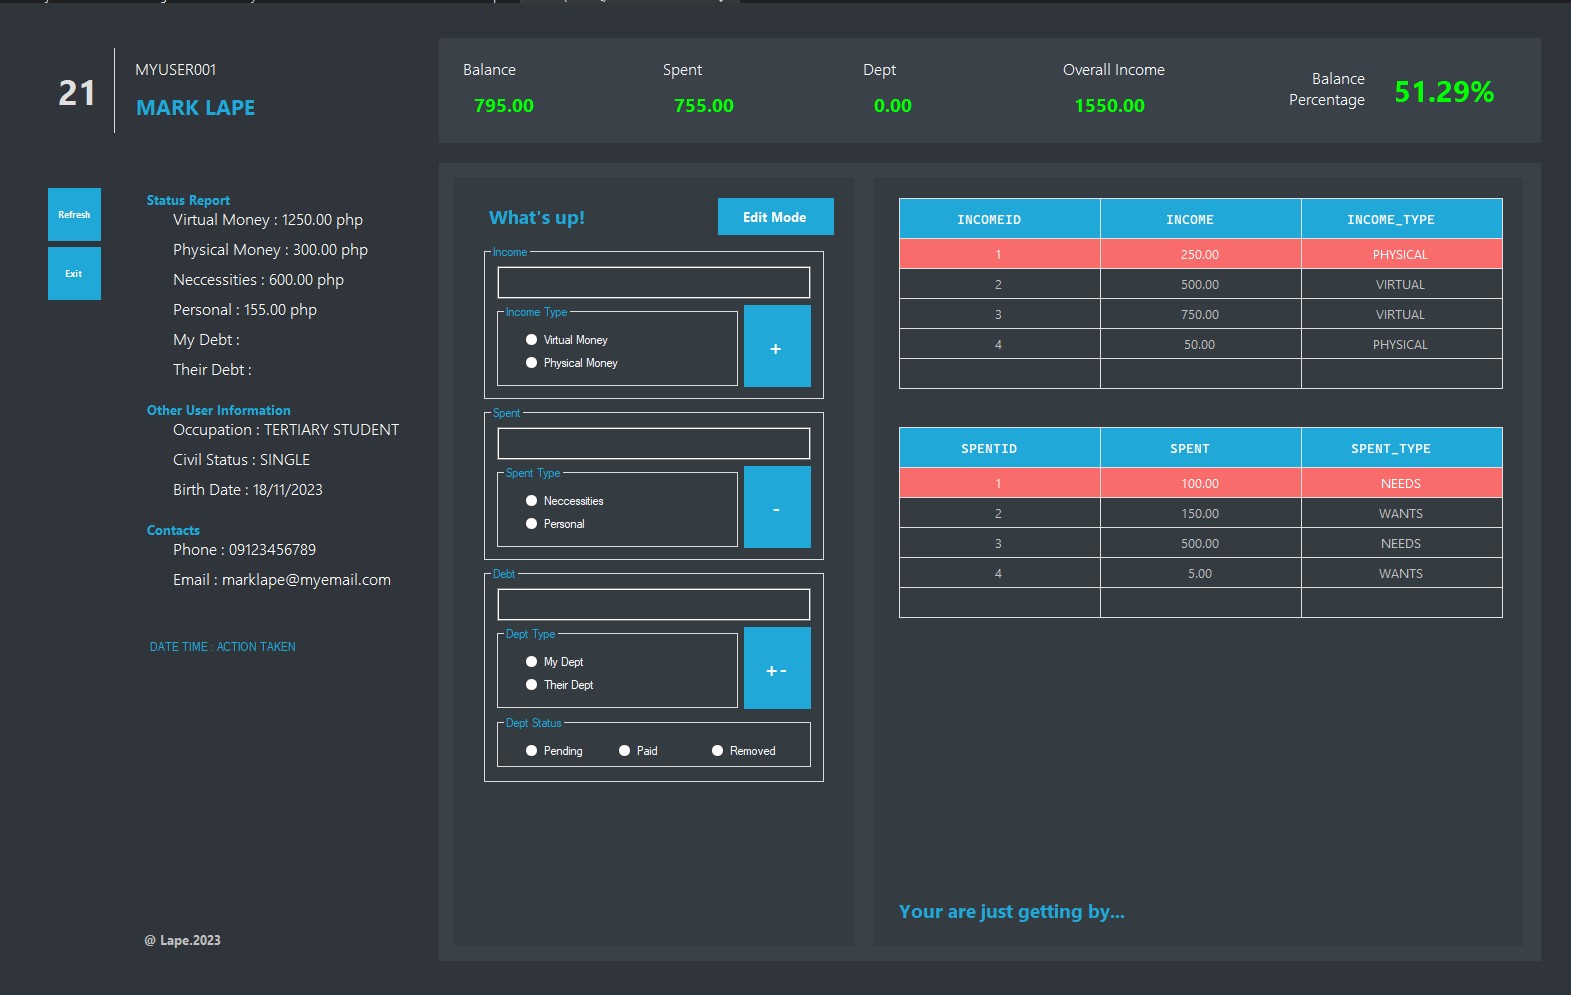 21
MYUSER001
MARK LAPE
Balance Spent Dept Overall Income
795.00 755.00 0.00 1550.00
Balance
Percentage
51.29%
Refresh
Exit
Status Report
Virtual Money : 1250.00 php
Physical Money : 300.00 php
Neccessities : 600.00 php
Personal : 155.00 php
My Debt :
Their Debt :
Other User Information
Occupation : TERTIARY STUDENT
Civil Status : SINGLE
Birth Date : 18/11/2023
Contacts
Phone : 09123456789
Email : marklape@myemail.com
DATE TIME : ACTION TAKEN
@ Lape.2023
What's up!
Edit Mode
Income
Income Type
Virtual Money
Physical Money
+
Spent
Spent Type
Neccessities
Personal
-
Debt
Dept Type
My Dept
Their Dept
+-
Dept Status
Pending Paid Removed
INCOMEID INCOME INCOME_TYPE
1 250.00 PHYSICAL
2 500.00 VIRTUAL
3 750.00 VIRTUAL
4 50.00 PHYSICAL
SPENTID SPENT SPENT_TYPE
1 100.00 NEEDS
2 150.00 WANTS
3 500.00 NEEDS
4 5.00 WANTS
Your are just getting by...